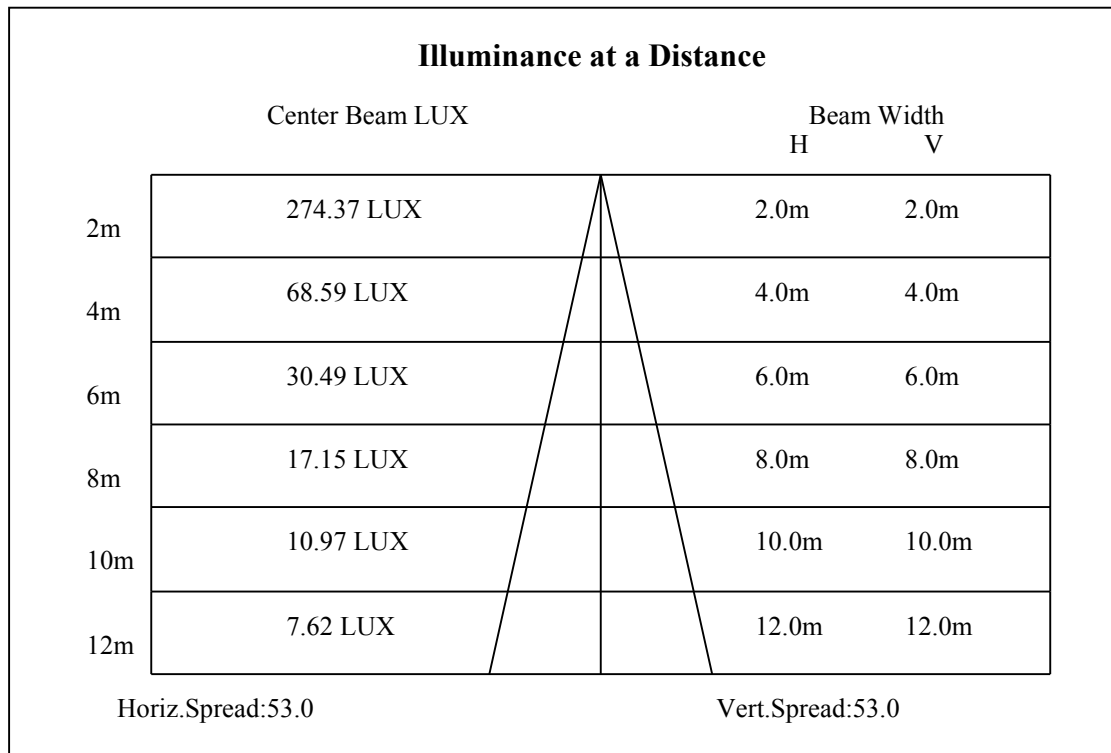 Illuminance at a Distance
Center Beam LUX Beam Width
H V
2m 274.37 LUX 2.0m 2.0m
4m 68.59 LUX 4.0m 4.0m
6m 30.49 LUX 6.0m 6.0m
8m 17.15 LUX 8.0m 8.0m
10m 10.97 LUX 10.0m 10.0m
12m 7.62 LUX 12.0m 12.0m
Horiz.Spread:53.0 Vert.Spread:53.0